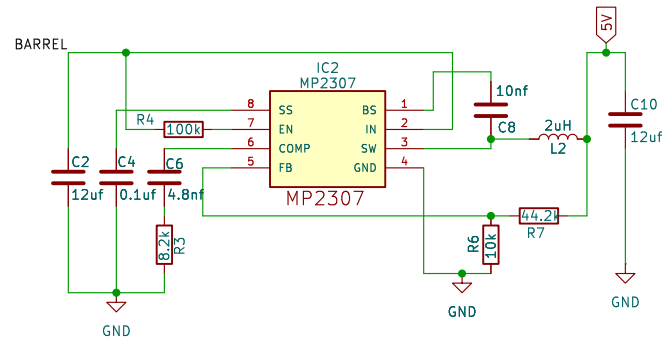 5V
BARREL
IC2
MP2307
10nf
C8
C10
12uf
R4
100k
8 SS BS 1
7 EN IN 2
6 COMP SW 3
5 FB GND 4
2uH
L2
C2
12uf
C4
0.1uf
C6
4.8nf
MP2307
8.2k
R3
R6
10k
44.2k
R7
GND
GND
GND